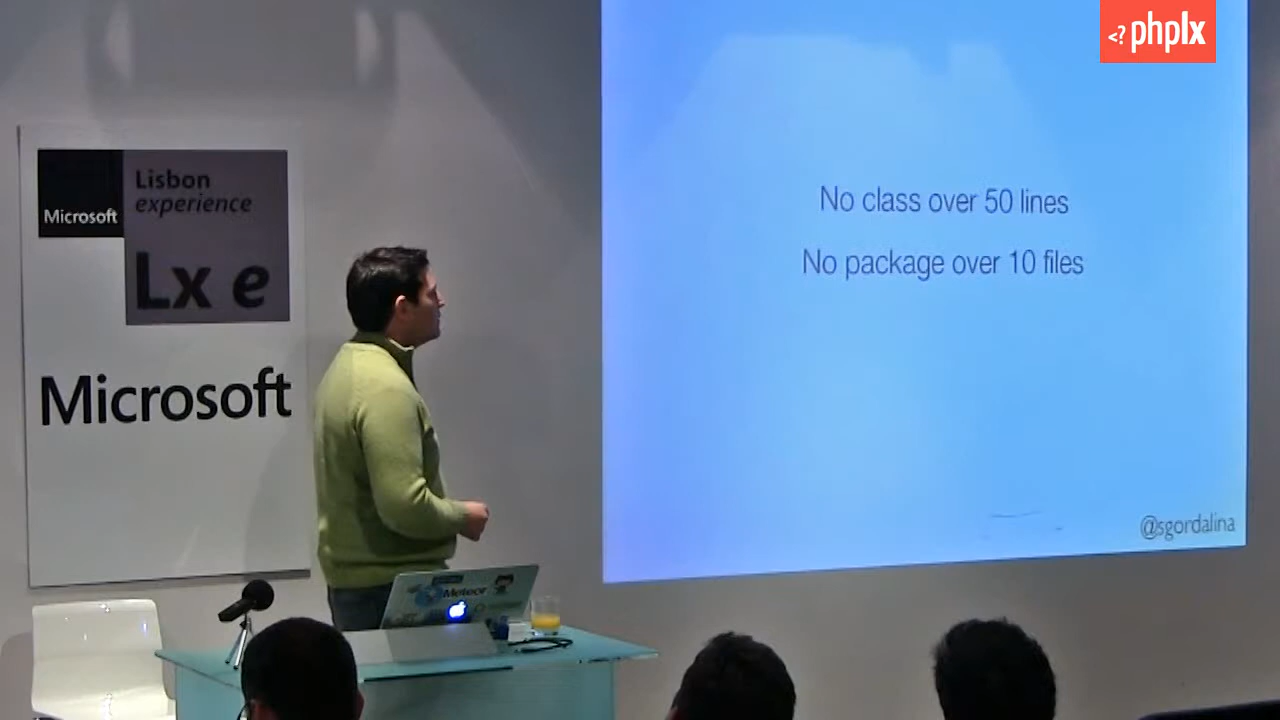 <? phplx
Lisbon
experience
Microsoft
Lx e
Microsoft
No class over 50 lines
No package over 10 files
@sgordalina
Meteor